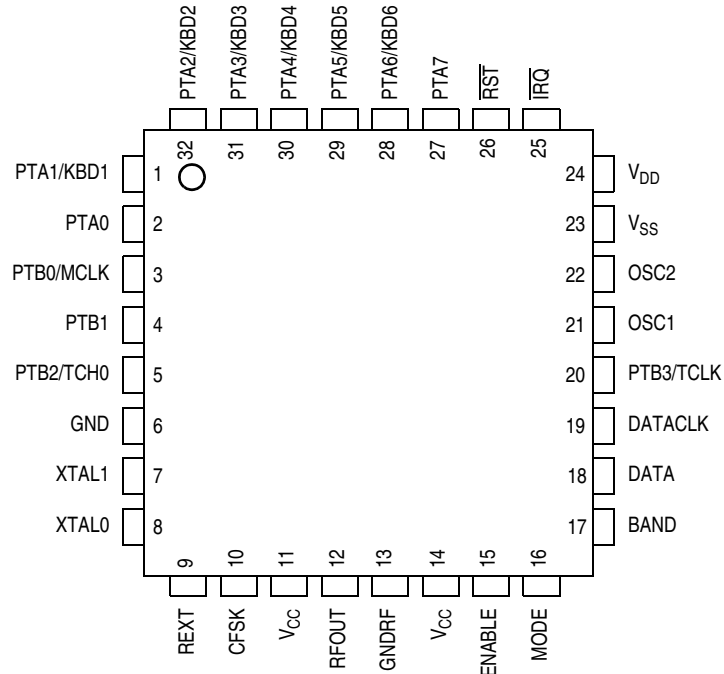 PTA2/KBD2
PTA3/KBD3
PTA4/KBD4
PTA5/KBD5
PTA6/KBD6
PTA7
RST
IRQ
32
31
30
29
28
27
26
25
PTA1/KBD1 1
PTA0 2
PTB0/MCLK 3
PTB1 4
PTB2/TCH0 5
GND 6
XTAL1 7
XTAL0 8
24 VDD
23 VSS
22 OSC2
21 OSC1
20 PTB3/TCLK
19 DATACLK
18 DATA
17 BAND
9
10
11
12
13
14
15
16
REXT
CFSK
VCC
RFOUT
GNDRF
VCC
ENABLE
MODE